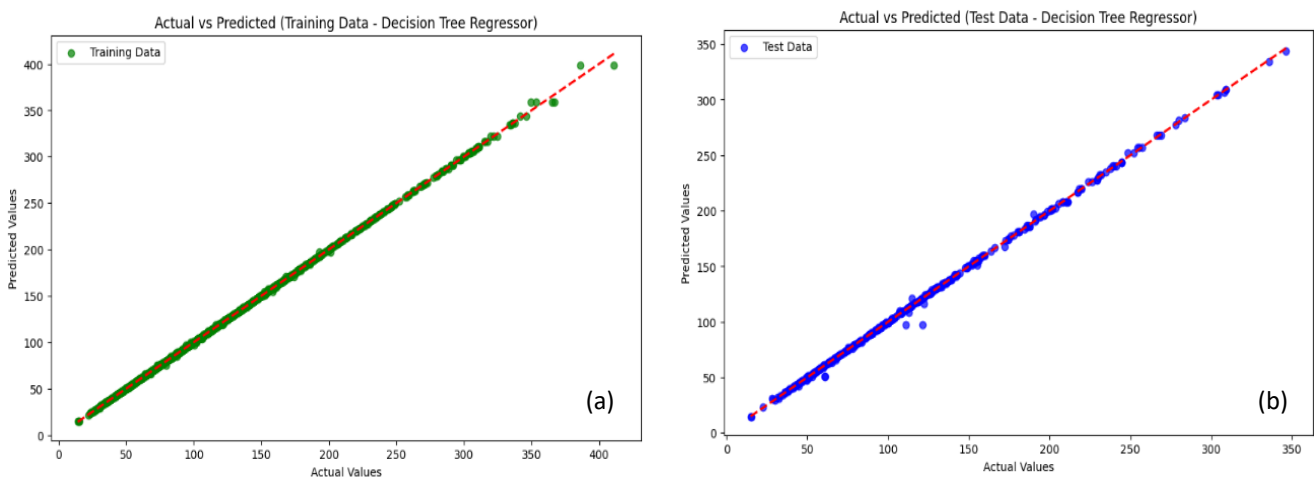 Actual vs Predicted (Training Data - Decision Tree Regressor)
Training Data
400
350
300
250
200
150
100
50
0
Predicted Values
0 50 100 150 200 250 300 350 400
Actual Values
(a)
Actual vs Predicted (Test Data - Decision Tree Regressor)
Test Data
350
300
250
200
150
100
50
0
Predicted Values
0 50 100 150 200 250 300 350
Actual Values
(b)